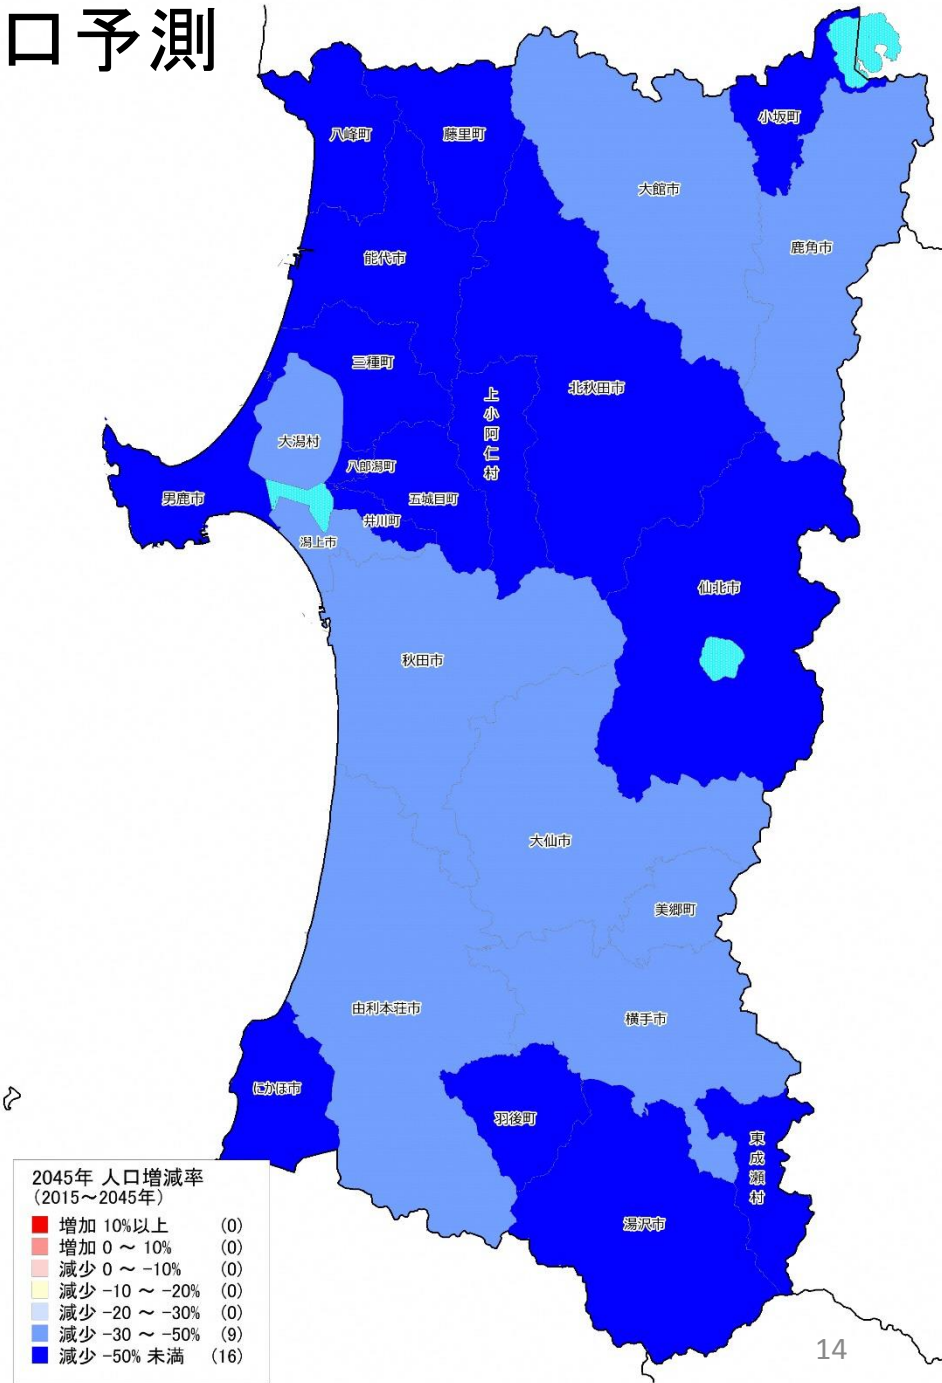 口予測
八峰町
藤里町
小坂町
大館市
鹿角市
能代市
三種町
北秋田市
上小阿仁村
大潟村
八郎潟町
五城目町
男鹿市
井川町
潟上市
仙北市
秋田市
大仙市
美郷町
由利本荘市
横手市
にかほ市
羽後町
東成瀬村
湯沢市
2045年 人口増減率
(2015～2045年)
増加 10%以上 (0)
増加 0 ～ 10% (0)
減少 0 ～ -10% (0)
減少 -10 ～ -20% (0)
減少 -20 ～ -30% (0)
減少 -30 ～ -50% (9)
減少 -50% 未満 (16)
14